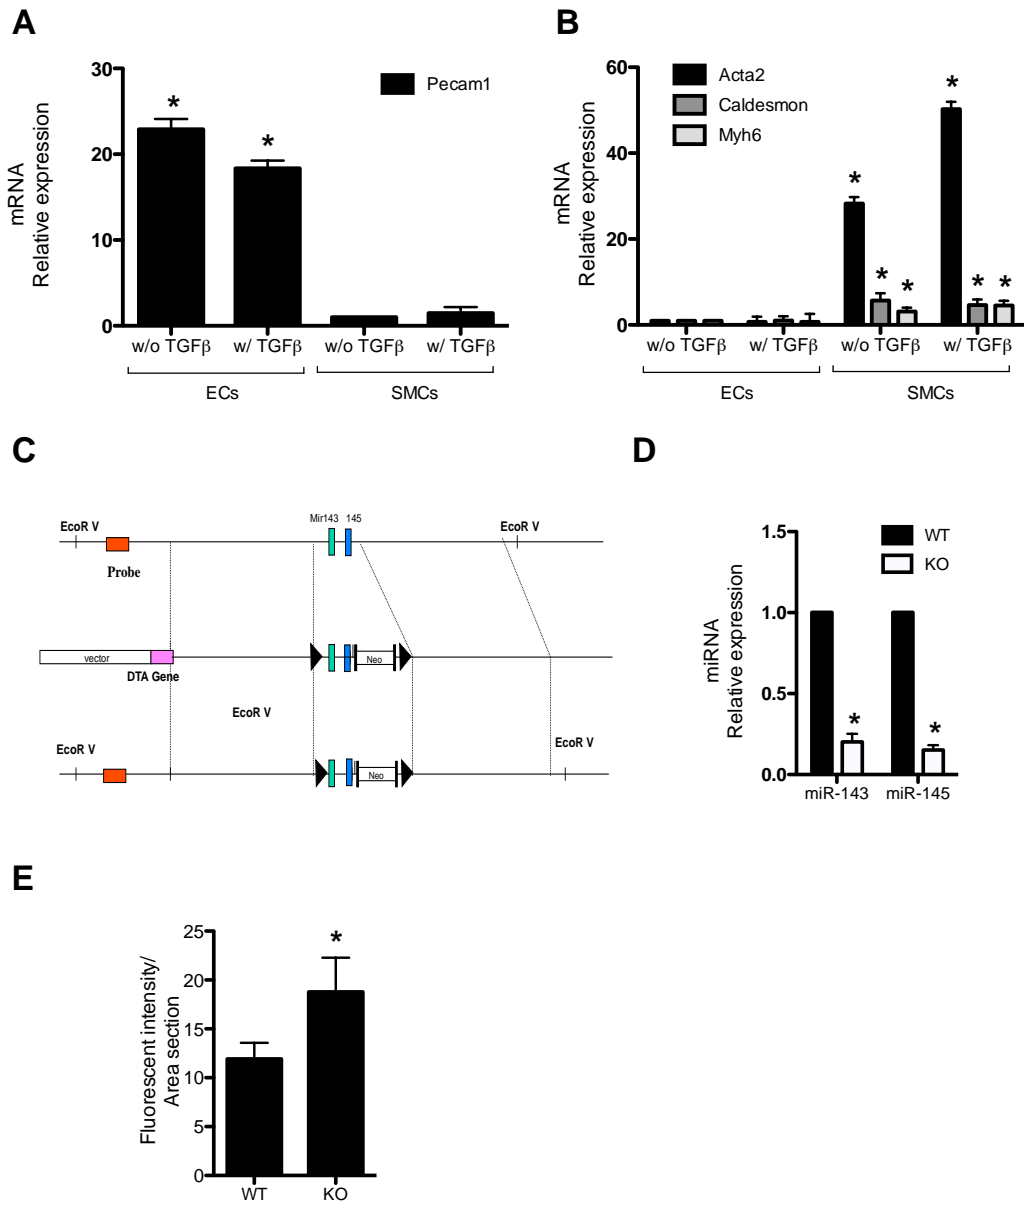 A
mRNA
Relative expression
30
20
10
0
Pecam1
*
*
w/o TGFβ
w/ TGFβ
w/o TGFβ
w/ TGFβ
ECs
SMCs
B
mRNA
Relative expression
60
40
20
0
Acta2
Caldesmon
Myh6
*
*
*
*
*
*
w/o TGFβ
w/ TGFβ
w/o TGFβ
w/ TGFβ
ECs
SMCs
C
EcoR V
Mir143
145
EcoR V
Probe
vector
DTA Gene
Neo
EcoR V
EcoR V
EcoR V
Neo
D
miRNA
Relative expression
1.5
1.0
0.5
0.0
WT
KO
*
*
miR-143
miR-145
E
Fluorescent intensity/
Area section
25
20
15
10
5
0
*
WT
KO